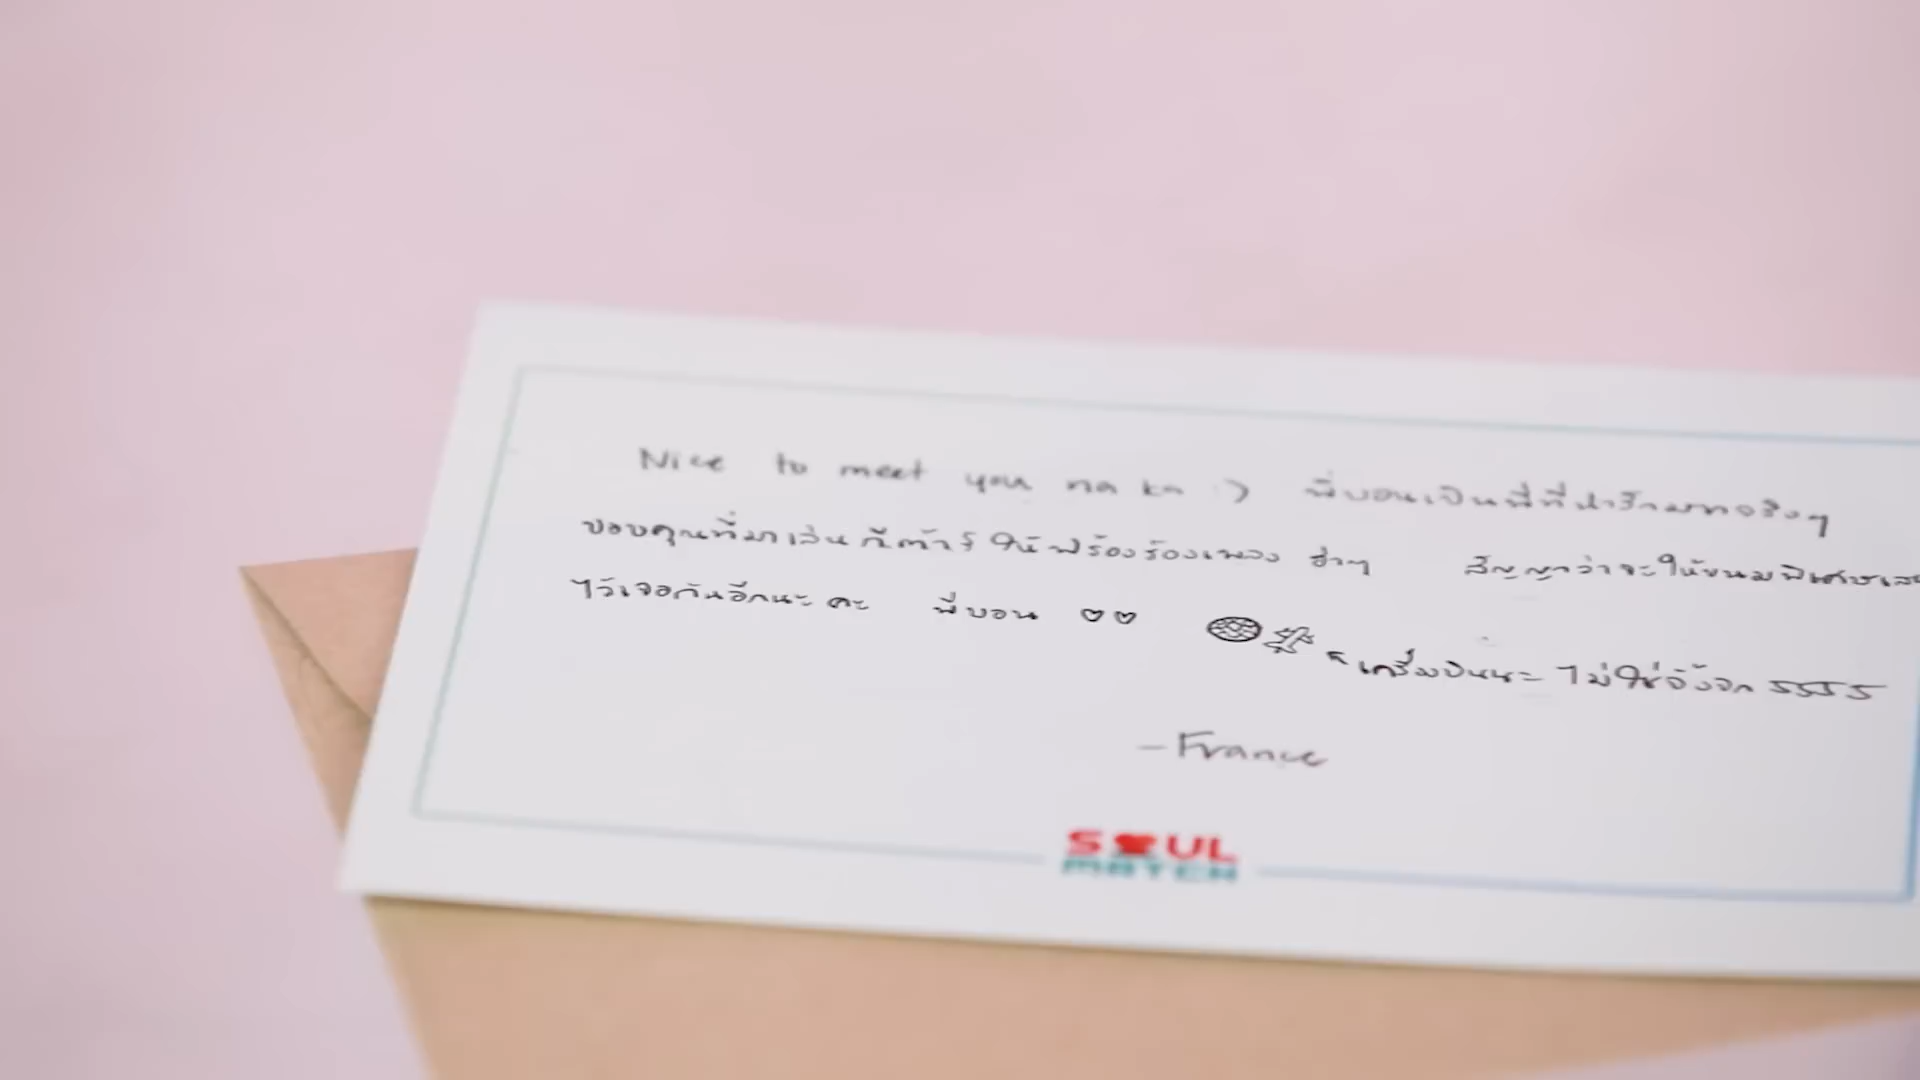 Nice to meet you na ka :) พี่บอนเป็นพี่ที่น่ารักมากจริงๆ
ขอบคุณที่มาเล่นกีต้าร์ให้ฟร้องร้องเพลง ฮ่าๆ สัญญาว่าจะให้ขนมพิเศษเลย
ไว้เจอกันอีกนะคะ พี่บอน ♡♡
เครื่องบินนะ ไม่ใช่จิ้งจก 5555
- France
SOUL
MATCH